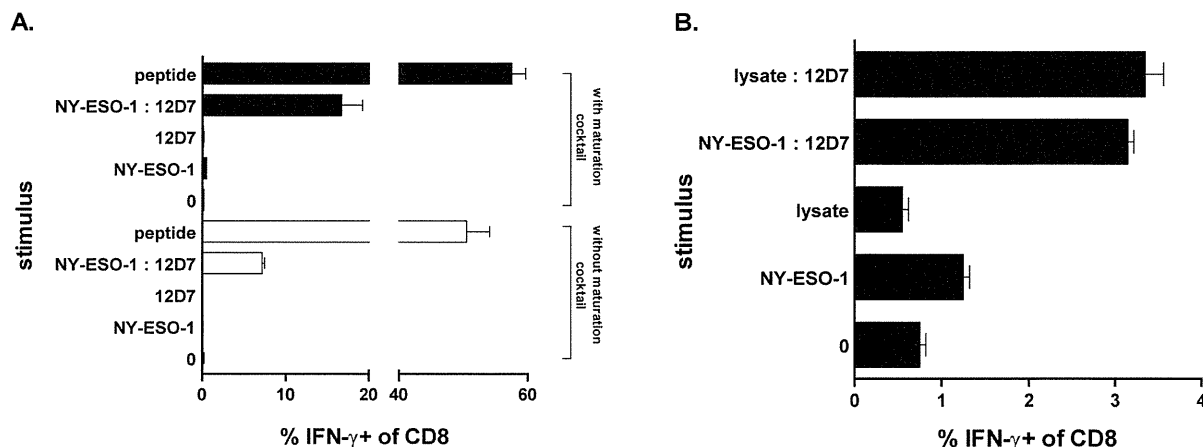 A.
stimulus
peptide
NY-ESO-1 : 12D7
12D7
NY-ESO-1
0
with maturation
cocktail
peptide
NY-ESO-1 : 12D7
12D7
NY-ESO-1
0
without maturation
cocktail
0 10 20 40 60
% IFN-γ+ of CD8
B.
stimulus
lysate : 12D7
NY-ESO-1 : 12D7
lysate
NY-ESO-1
0
0 1 2 3 4
% IFN-γ+ of CD8